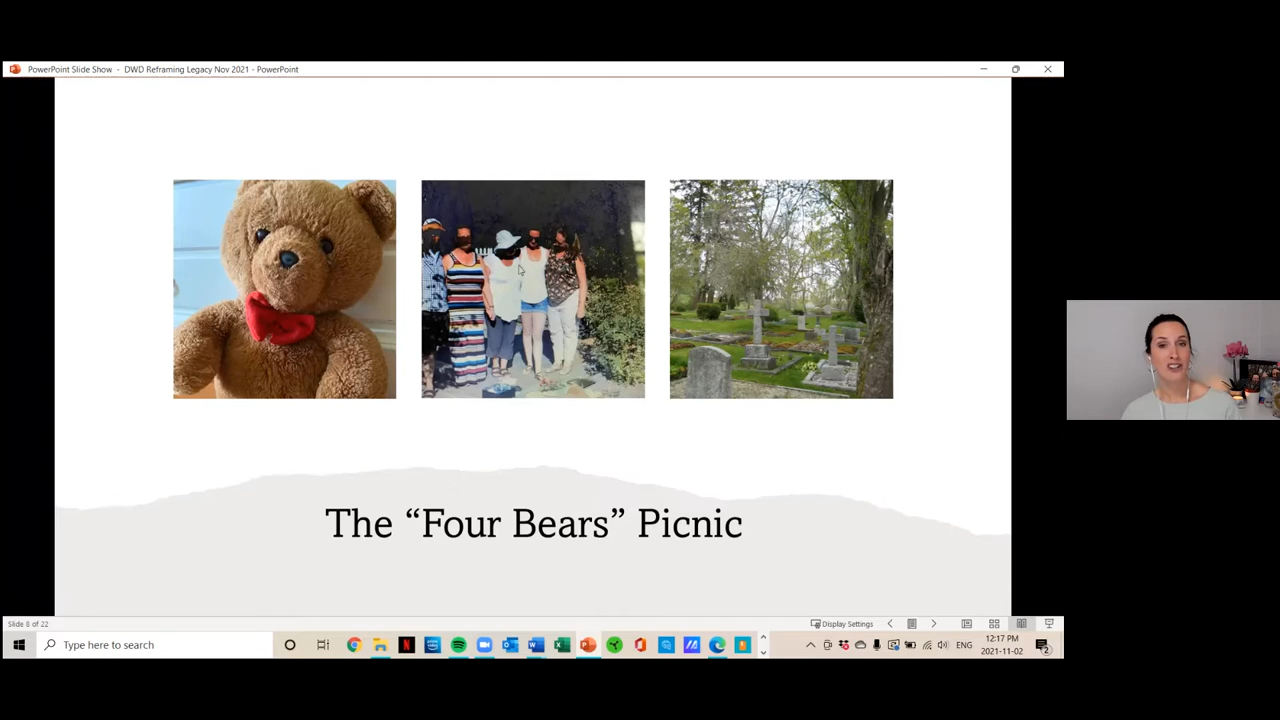 PowerPoint Slide Show - DWD Reframing Legacy Nov 2021 - PowerPoint
The “Four Bears” Picnic
Slide 8 of 22
Display Settings
Type here to search
ENG
12:17 PM
2021-11-02
2